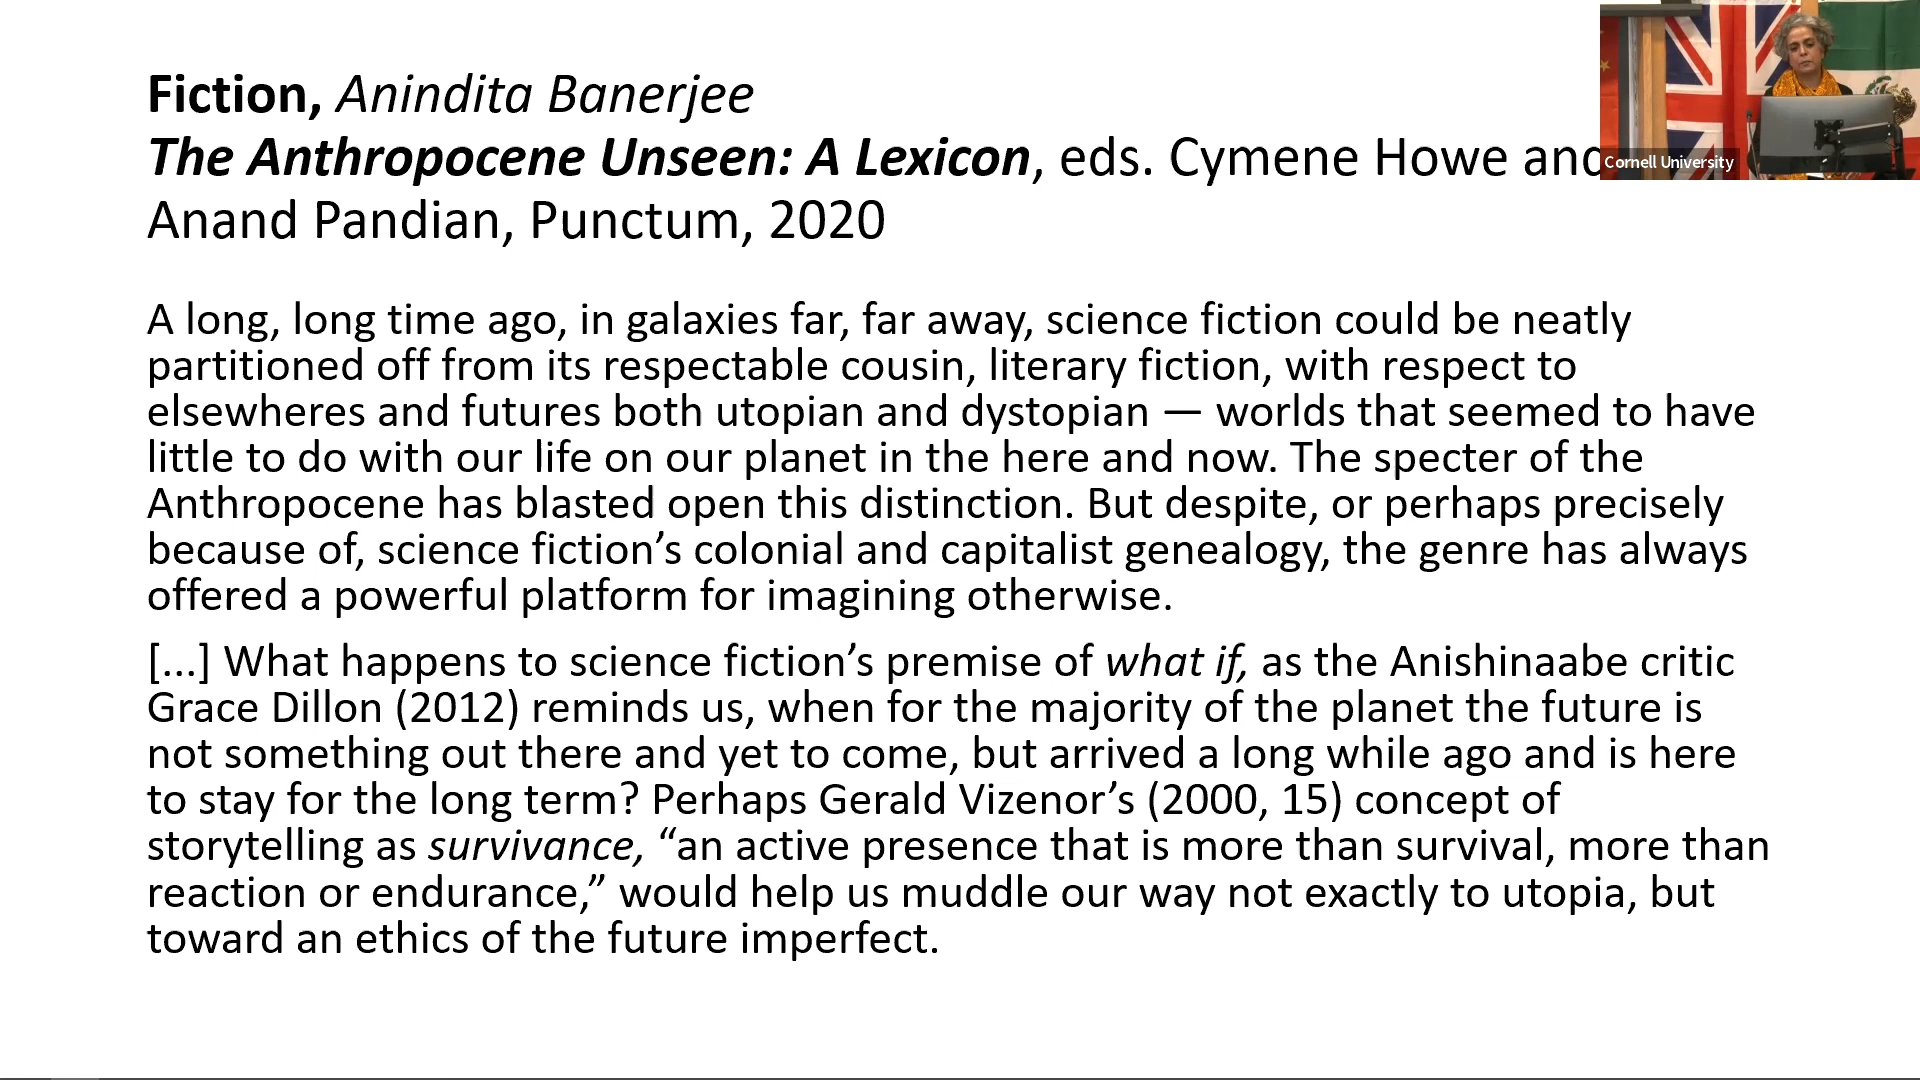 Fiction, Anindita Banerjee
The Anthropocene Unseen: A Lexicon, eds. Cymene Howe and
Anand Pandian, Punctum, 2020
Cornell University
A long, long time ago, in galaxies far, far away, science fiction could be neatly
partitioned off from its respectable cousin, literary fiction, with respect to
elsewheres and futures both utopian and dystopian — worlds that seemed to have
little to do with our life on our planet in the here and now. The specter of the
Anthropocene has blasted open this distinction. But despite, or perhaps precisely
because of, science fiction’s colonial and capitalist genealogy, the genre has always
offered a powerful platform for imagining otherwise.
[...] What happens to science fiction’s premise of what if, as the Anishinaabe critic
Grace Dillon (2012) reminds us, when for the majority of the planet the future is
not something out there and yet to come, but arrived a long while ago and is here
to stay for the long term? Perhaps Gerald Vizenor’s (2000, 15) concept of
storytelling as survivance, “an active presence that is more than survival, more than
reaction or endurance,” would help us muddle our way not exactly to utopia, but
toward an ethics of the future imperfect.